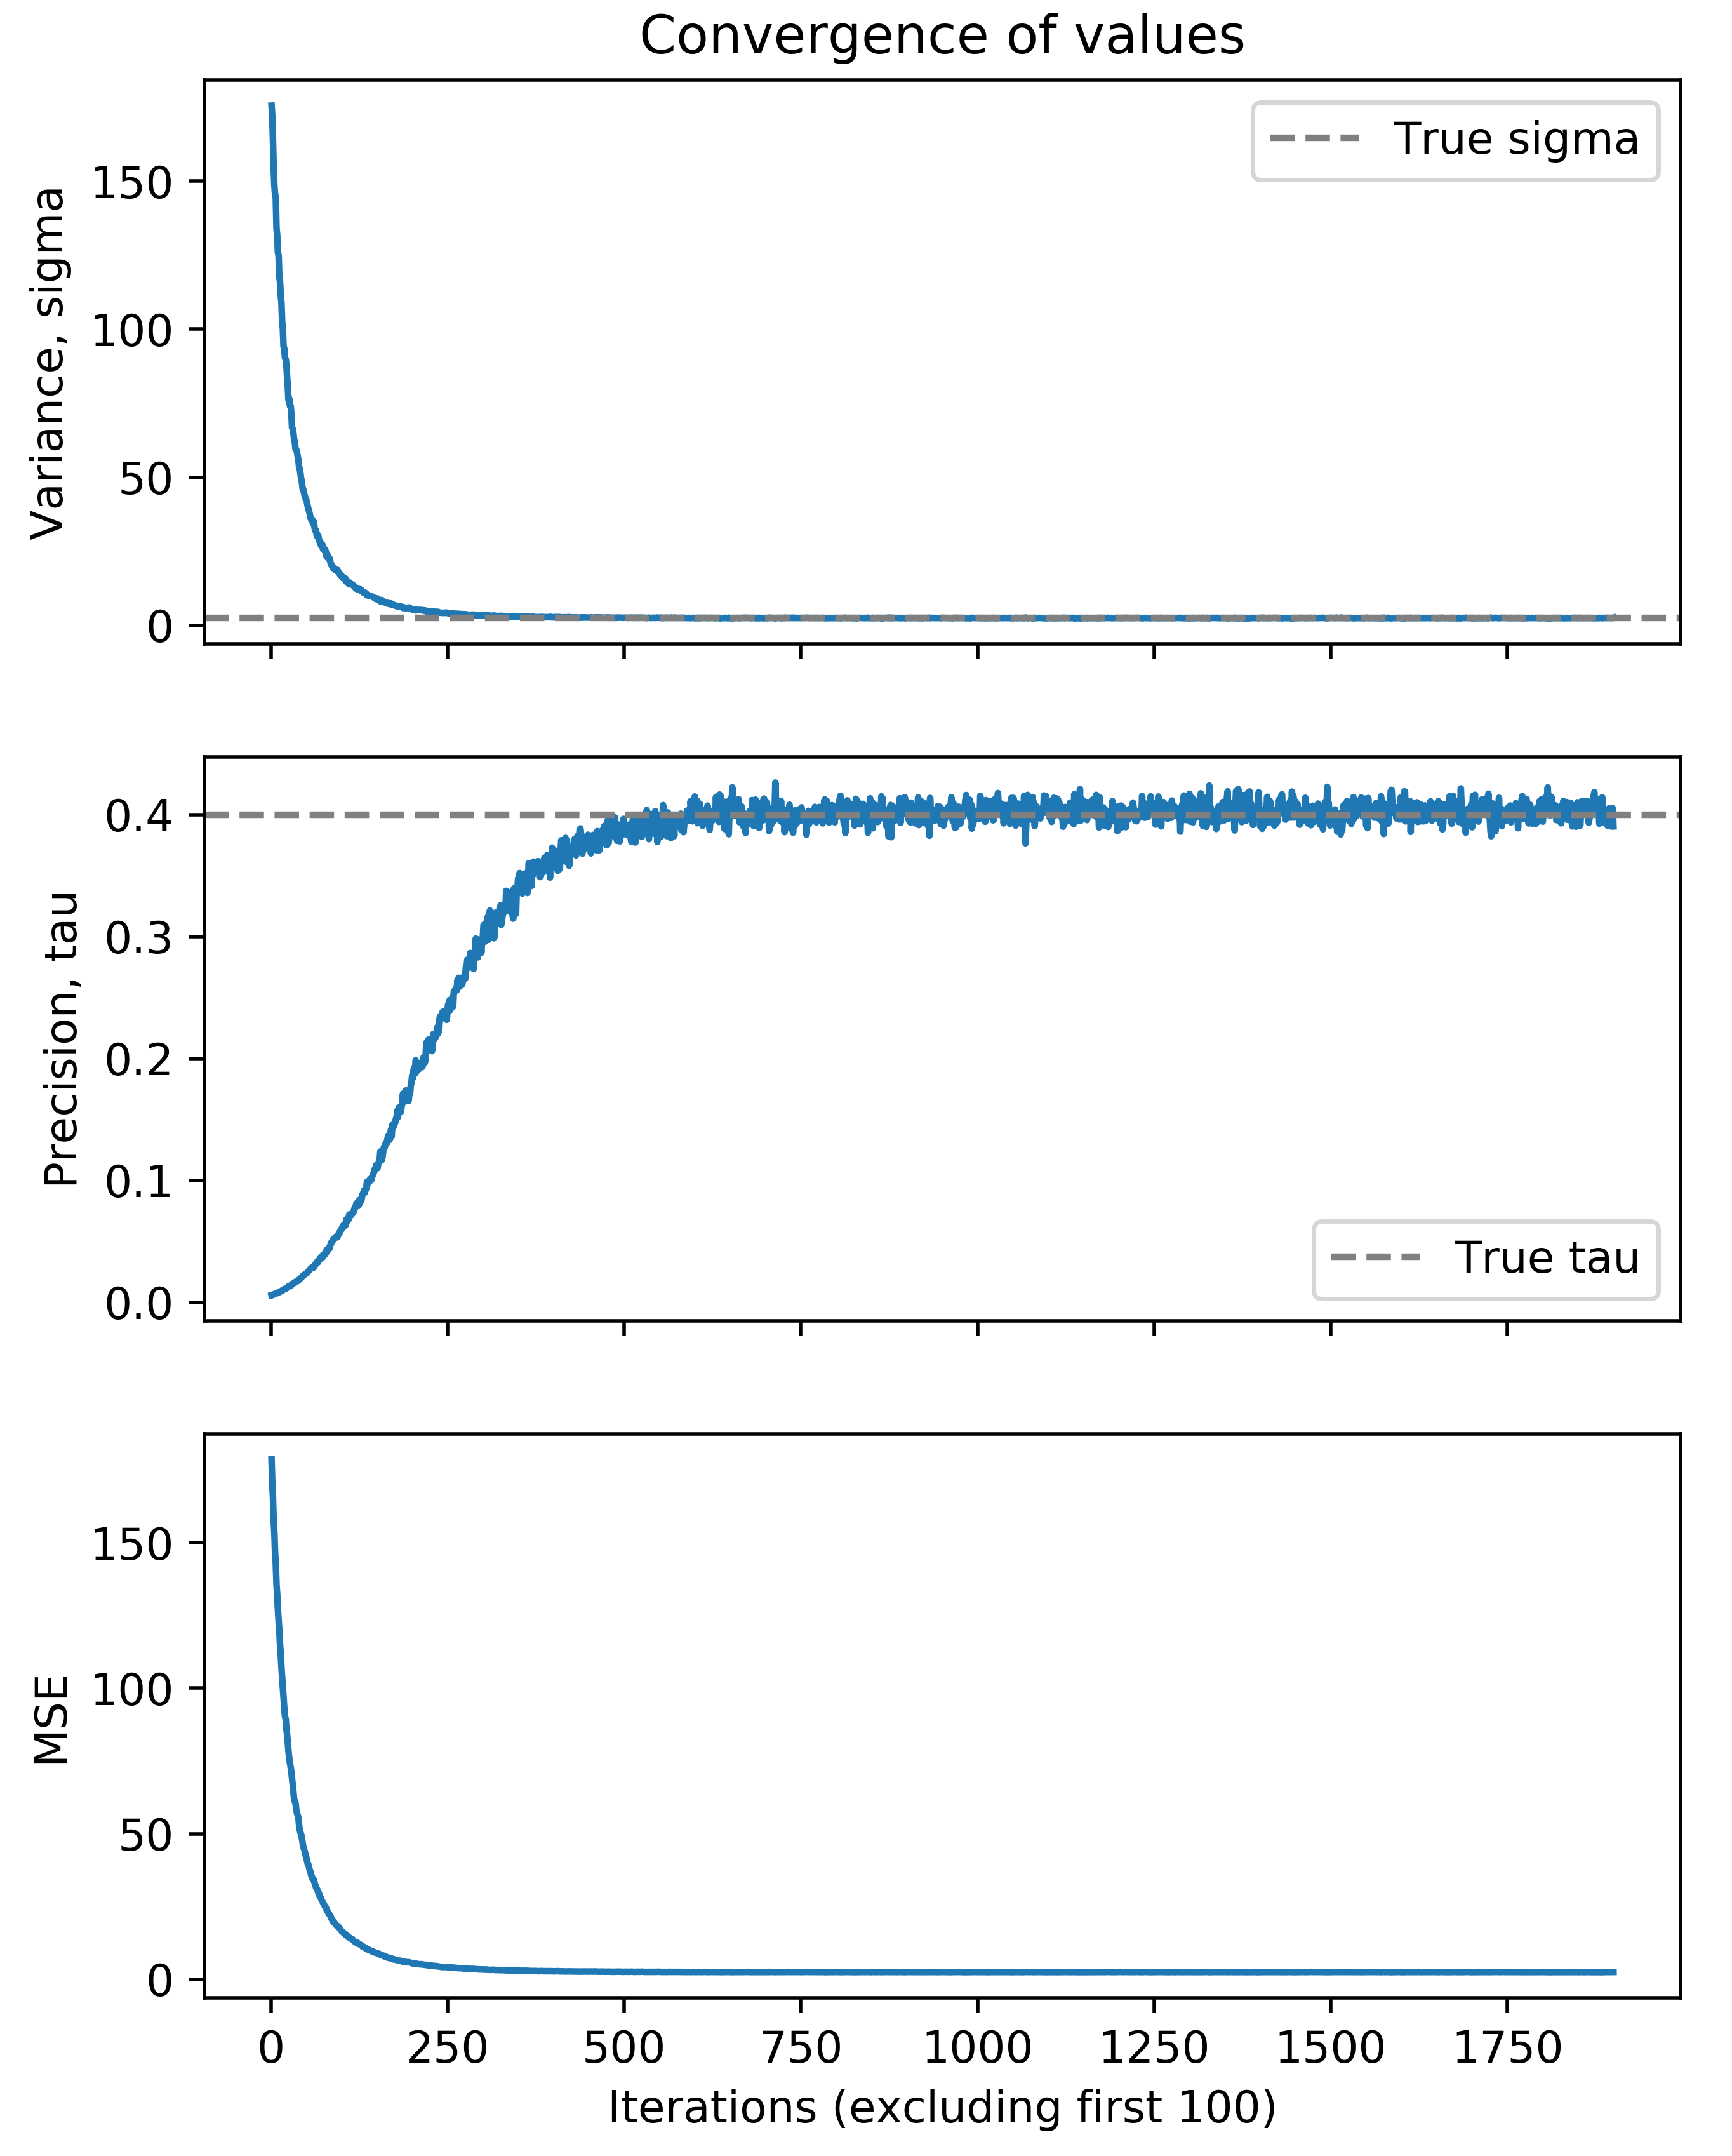 Convergence of values
Variance, sigma
150
100
50
0
True sigma
Precision, tau
0.4
0.3
0.2
0.1
0.0
True tau
MSE
150
100
50
0
0 250 500 750 1000 1250 1500 1750
Iterations (excluding first 100)